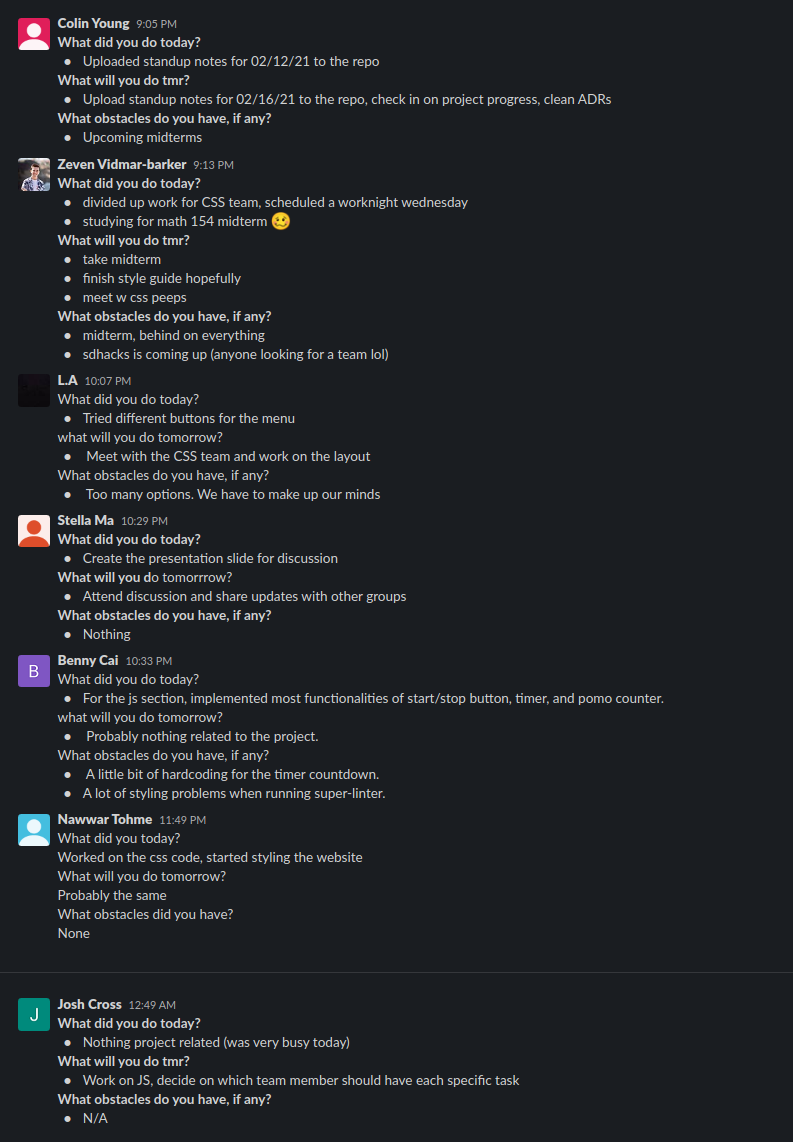 Colin Young 9:05 PM
What did you do today?
● Uploaded standup notes for 02/12/21 to the repo
What will you do tmr?
● Upload standup notes for 02/16/21 to the repo, check in on project progress, clean ADRs
What obstacles do you have, if any?
● Upcoming midterms
Zeven Vidmar-barker 9:13 PM
What did you do today?
● divided up work for CSS team, scheduled a worknight wednesday
● studying for math 154 midterm 🥴
What will you do tmr?
● take midterm
● finish style guide hopefully
● meet w css peeps
What obstacles do you have, if any?
● midterm, behind on everything
● sdhacks is coming up (anyone looking for a team lol)
L.A 10:07 PM
What did you do today?
● Tried different buttons for the menu
what will you do tomorrow?
● Meet with the CSS team and work on the layout
What obstacles do you have, if any?
● Too many options. We have to make up our minds
Stella Ma 10:29 PM
What did you do today?
● Create the presentation slide for discussion
What will you do tomorrrow?
● Attend discussion and share updates with other groups
What obstacles do you have, if any?
● Nothing
B
Benny Cai 10:33 PM
What did you do today?
● For the js section, implemented most functionalities of start/stop button, timer, and pomo counter.
what will you do tomorrow?
● Probably nothing related to the project.
What obstacles do you have, if any?
● A little bit of hardcoding for the timer countdown.
● A lot of styling problems when running super-linter.
Nawwar Tohme 11:49 PM
What did you today?
Worked on the css code, started styling the website
What will you do tomorrow?
Probably the same
What obstacles did you have?
None
J
Josh Cross 12:49 AM
What did you do today?
● Nothing project related (was very busy today)
What will you do tmr?
● Work on JS, decide on which team member should have each specific task
What obstacles do you have, if any?
● N/A